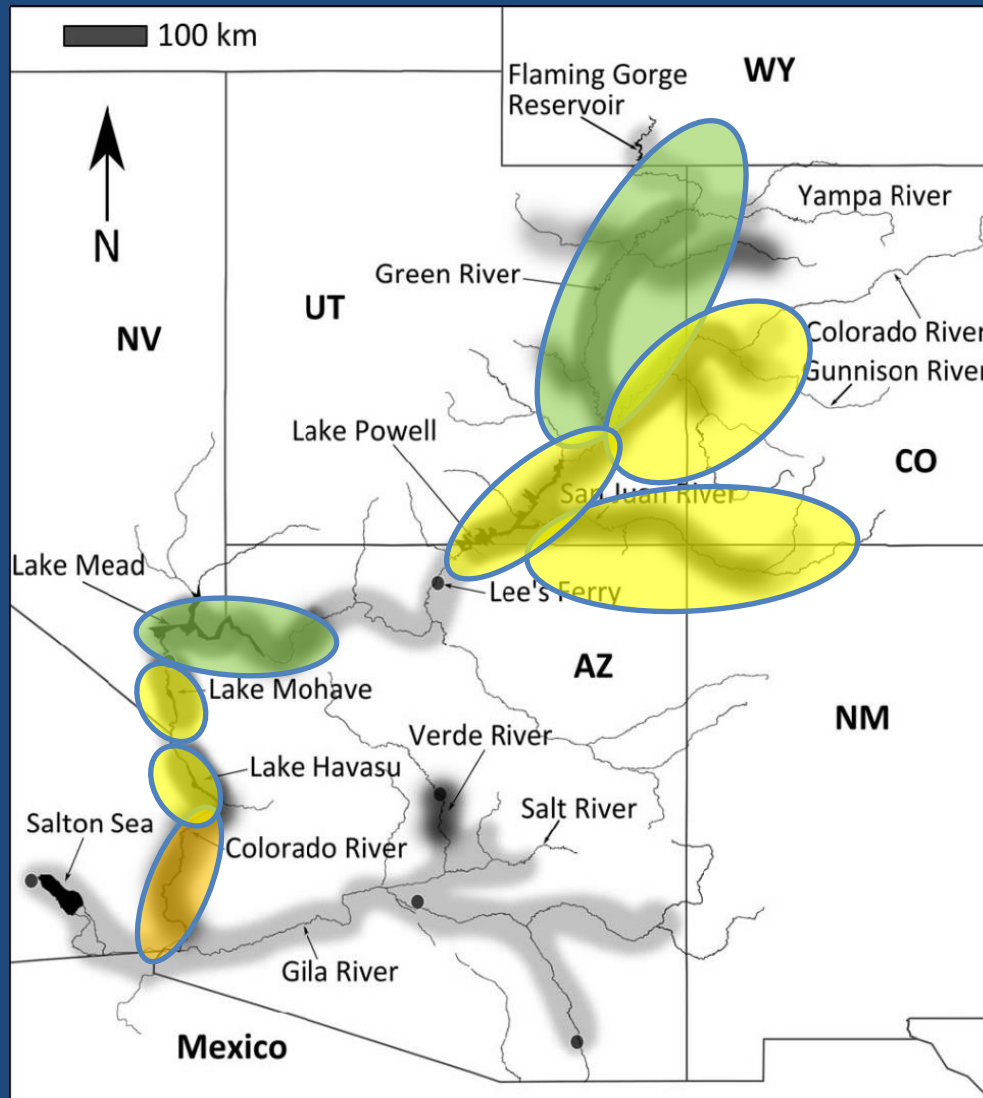 100 km
Flaming Gorge
Reservoir
WY
Yampa River
N
Green River
UT
NV
Colorado River
Gunnison River
Lake Powell
CO
San Juan River
Lake Mead
Lee's Ferry
AZ
Lake Mohave
NM
Verde River
Lake Havasu
Salt River
Salton Sea
Colorado River
Gila River
Mexico